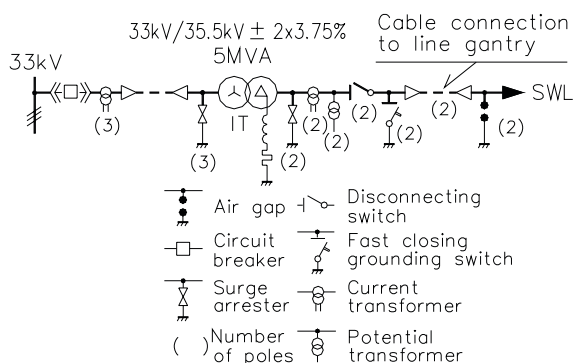 33kV/35.5kV ± 2x3.75%
5MVA
Cable connection
to line gantry
33kV
SWL
(3)
IT
(3)
(2)
(2)
(2)
(2)
(2)
(2)
(2)
Air gap
Disconnecting
switch
Circuit
breaker
Fast closing
grounding switch
Surge
arrester
Current
transformer
( ) Number
of poles
Potential
transformer